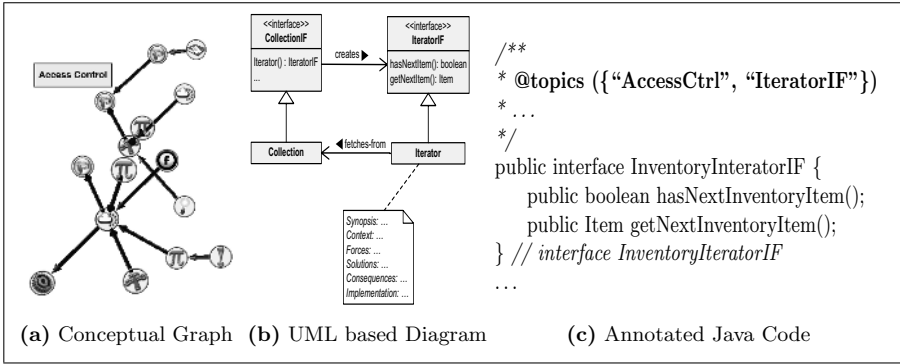 Access Control
<<interface>>
CollectionIF
Iterator() : IteratorIF
...
creates
<<interface>>
IteratorIF
hasNextItem(): boolean
getNextItem(): Item
Collection
fetches-from
Iterator
Synopsis: ...
Context: ...
Forces: ...
Solutions: ...
Consequences: ...
Implementation: ...
/**
* @topics ({“AccessCtrl”, “IteratorIF”})
* ...
*/
public interface InventoryInteratorIF {
public boolean hasNextInventoryItem();
public Item getNextInventoryItem();
} // interface InventoryIteratorIF
...
(a) Conceptual Graph
(b) UML based Diagram
(c) Annotated Java Code